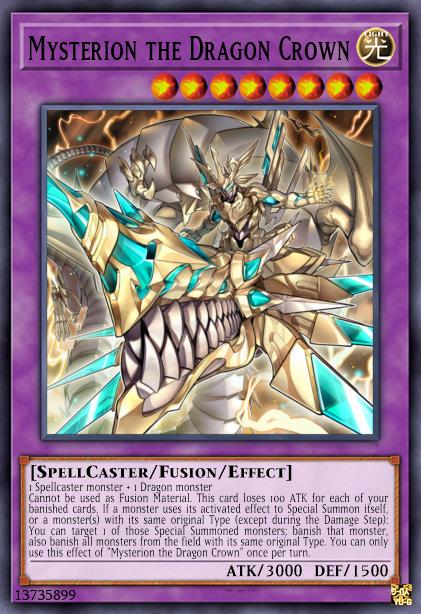 MYSTERION THE DRAGON CROWN
LIGHT
光
[SPELLCASTER/FUSION/EFFECT]
1 Spellcaster monster + 1 Dragon monster
Cannot be used as Fusion Material. This card loses 100 ATK for each of your
banished cards. If a monster uses its activated effect to Special Summon itself,
or a monster(s) with its same original Type (except during the Damage Step):
You can target 1 of those Special Summoned monsters; banish that monster,
also banish all monsters from the field with its same original Type. You can only
use this effect of "Mysterion the Dragon Crown" once per turn.
ATK/3000 DEF/1500
13735899